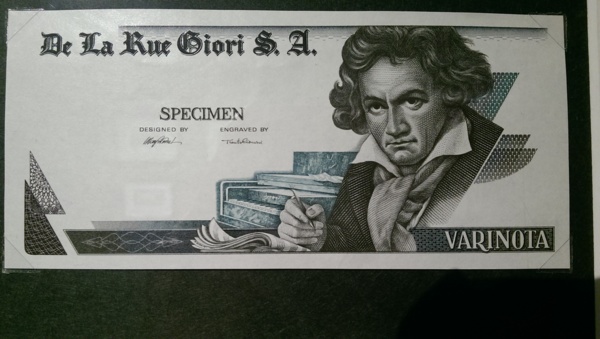 De La Rue Giori S. A.
SPECIMEN
DESIGNED BY ENGRAVED BY
VARINOTA